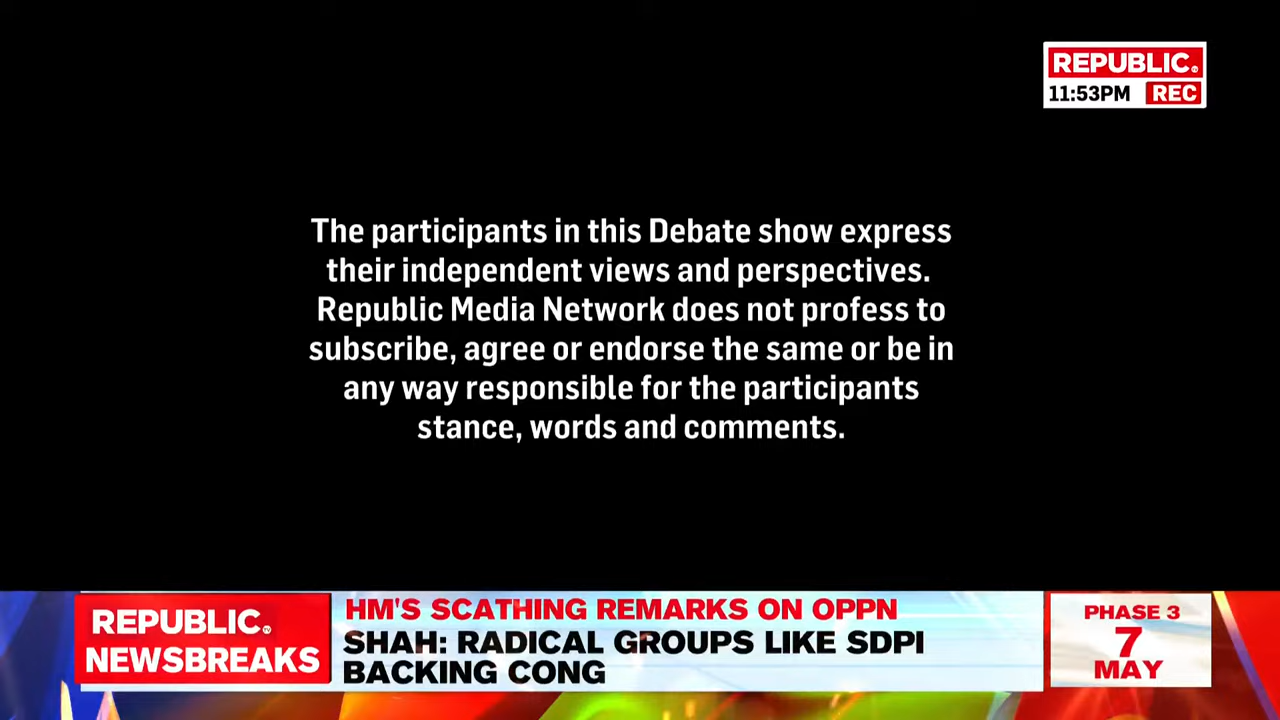 REPUBLIC.TV
11:53PM REC
The participants in this Debate show express
their independent views and perspectives.
Republic Media Network does not profess to
subscribe, agree or endorse the same or be in
any way responsible for the participants
stance, words and comments.
REPUBLIC.TV
NEWSBREAKS
HM'S SCATHING REMARKS ON OPPN
SHAH: RADICAL GROUPS LIKE SDPI
BACKING CONG
PHASE 3
7
MAY